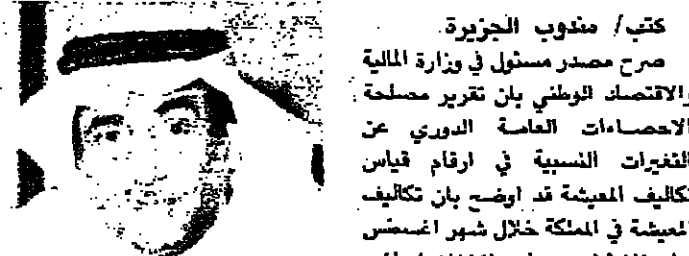 كتب/ مندوب الجزيرة
صرح مصدر مسئول في وزارة المالية
والاقتصاد الوطني بان تقرير مصلحة
الاحصاءات العامة الدوري عن
التغيرات النسبية في ارقام قياس
تكاليف المعيشة قد اوضح بان تكاليف
المعيشة في المملكة خلال شهر اغسطس